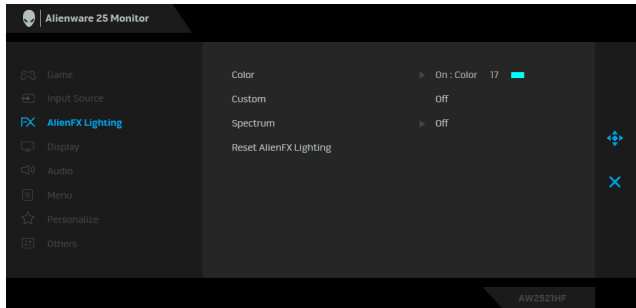 Alienware 25 Monitor
Game
Input Source
FX AlienFX Lighting
Display
Audio
Menu
Personalize
Others
Color On : Color 17
Custom Off
Spectrum Off
Reset AlienFX Lighting
AW2521HF